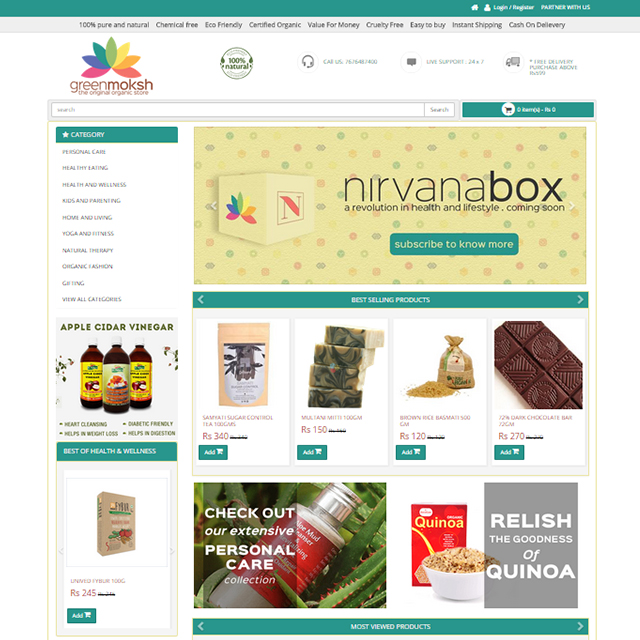 Login / Register PARTNER WITH US
100% pure and natural Chemical free Eco Friendly Certified Organic Value For Money Cruelty Free Easy to buy Instant Shipping Cash On Delievery
greenmoksh
the original organic store
100%
natural
CALL US: 7676487400
LIVE SUPPORT : 24 x 7
* FREE DELIVERY
PURCHASE ABOVE
search
Search
0 item(s) - Rs 0
CATEGORY
PERSONAL CARE
HEALTHY EATING
HEALTH AND WELLNESS
KIDS AND PARENTING
HOME AND LIVING
YOGA AND FITNESS
NATURAL THERAPY
ORGANIC FASHION
GIFTING
VIEW ALL CATEGORIES
N
nirvanabox
a revolution in health and lifestyle . coming soon
subscribe to know more
APPLE CIDAR VINEGAR
HEART CLEANSING
DIABETIC FRIENDLY
HELPS IN WEIGHT LOSS
HELPS IN DIGESTION
BEST SELLING PRODUCTS
SAMYATI SUGAR CONTROL
TEA 100GMS
Rs 340
Add
MULTANI MITTI 100GM
Rs 150
Add
BROWN RICE BASMATI 500
GM
Rs 120
Add
72% DARK CHOCOLATE BAR
72GM
Rs 270
Add
BEST OF HEALTH & WELLNESS
FYBUR
UNIVED FYBUR 100G
Rs 245
Add
CHECK OUT
our extensive
PERSONAL
CARE
collection
Quinoa
RELISH
THE GOODNESS
Of
QUINOA
MOST VIEWED PRODUCTS